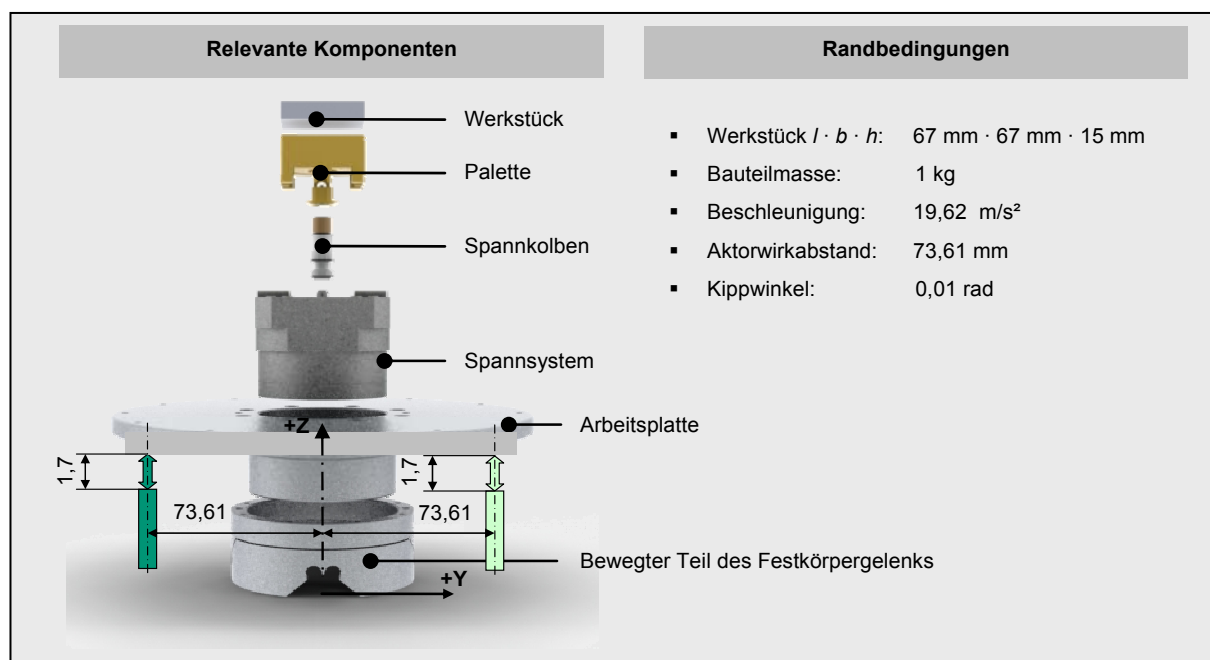 Relevante Komponenten
Randbedingungen
Werkstück
Palette
Spannkolben
Spannsystem
Arbeitsplatte
Bewegter Teil des Festkörpergelenks
+Z
+Y
1,7
1,7
73,61
73,61
▪ Werkstück l · b · h: 67 mm · 67 mm · 15 mm
▪ Bauteilmasse: 1 kg
▪ Beschleunigung: 19,62 m/s²
▪ Aktorwirkabstand: 73,61 mm
▪ Kippwinkel: 0,01 rad